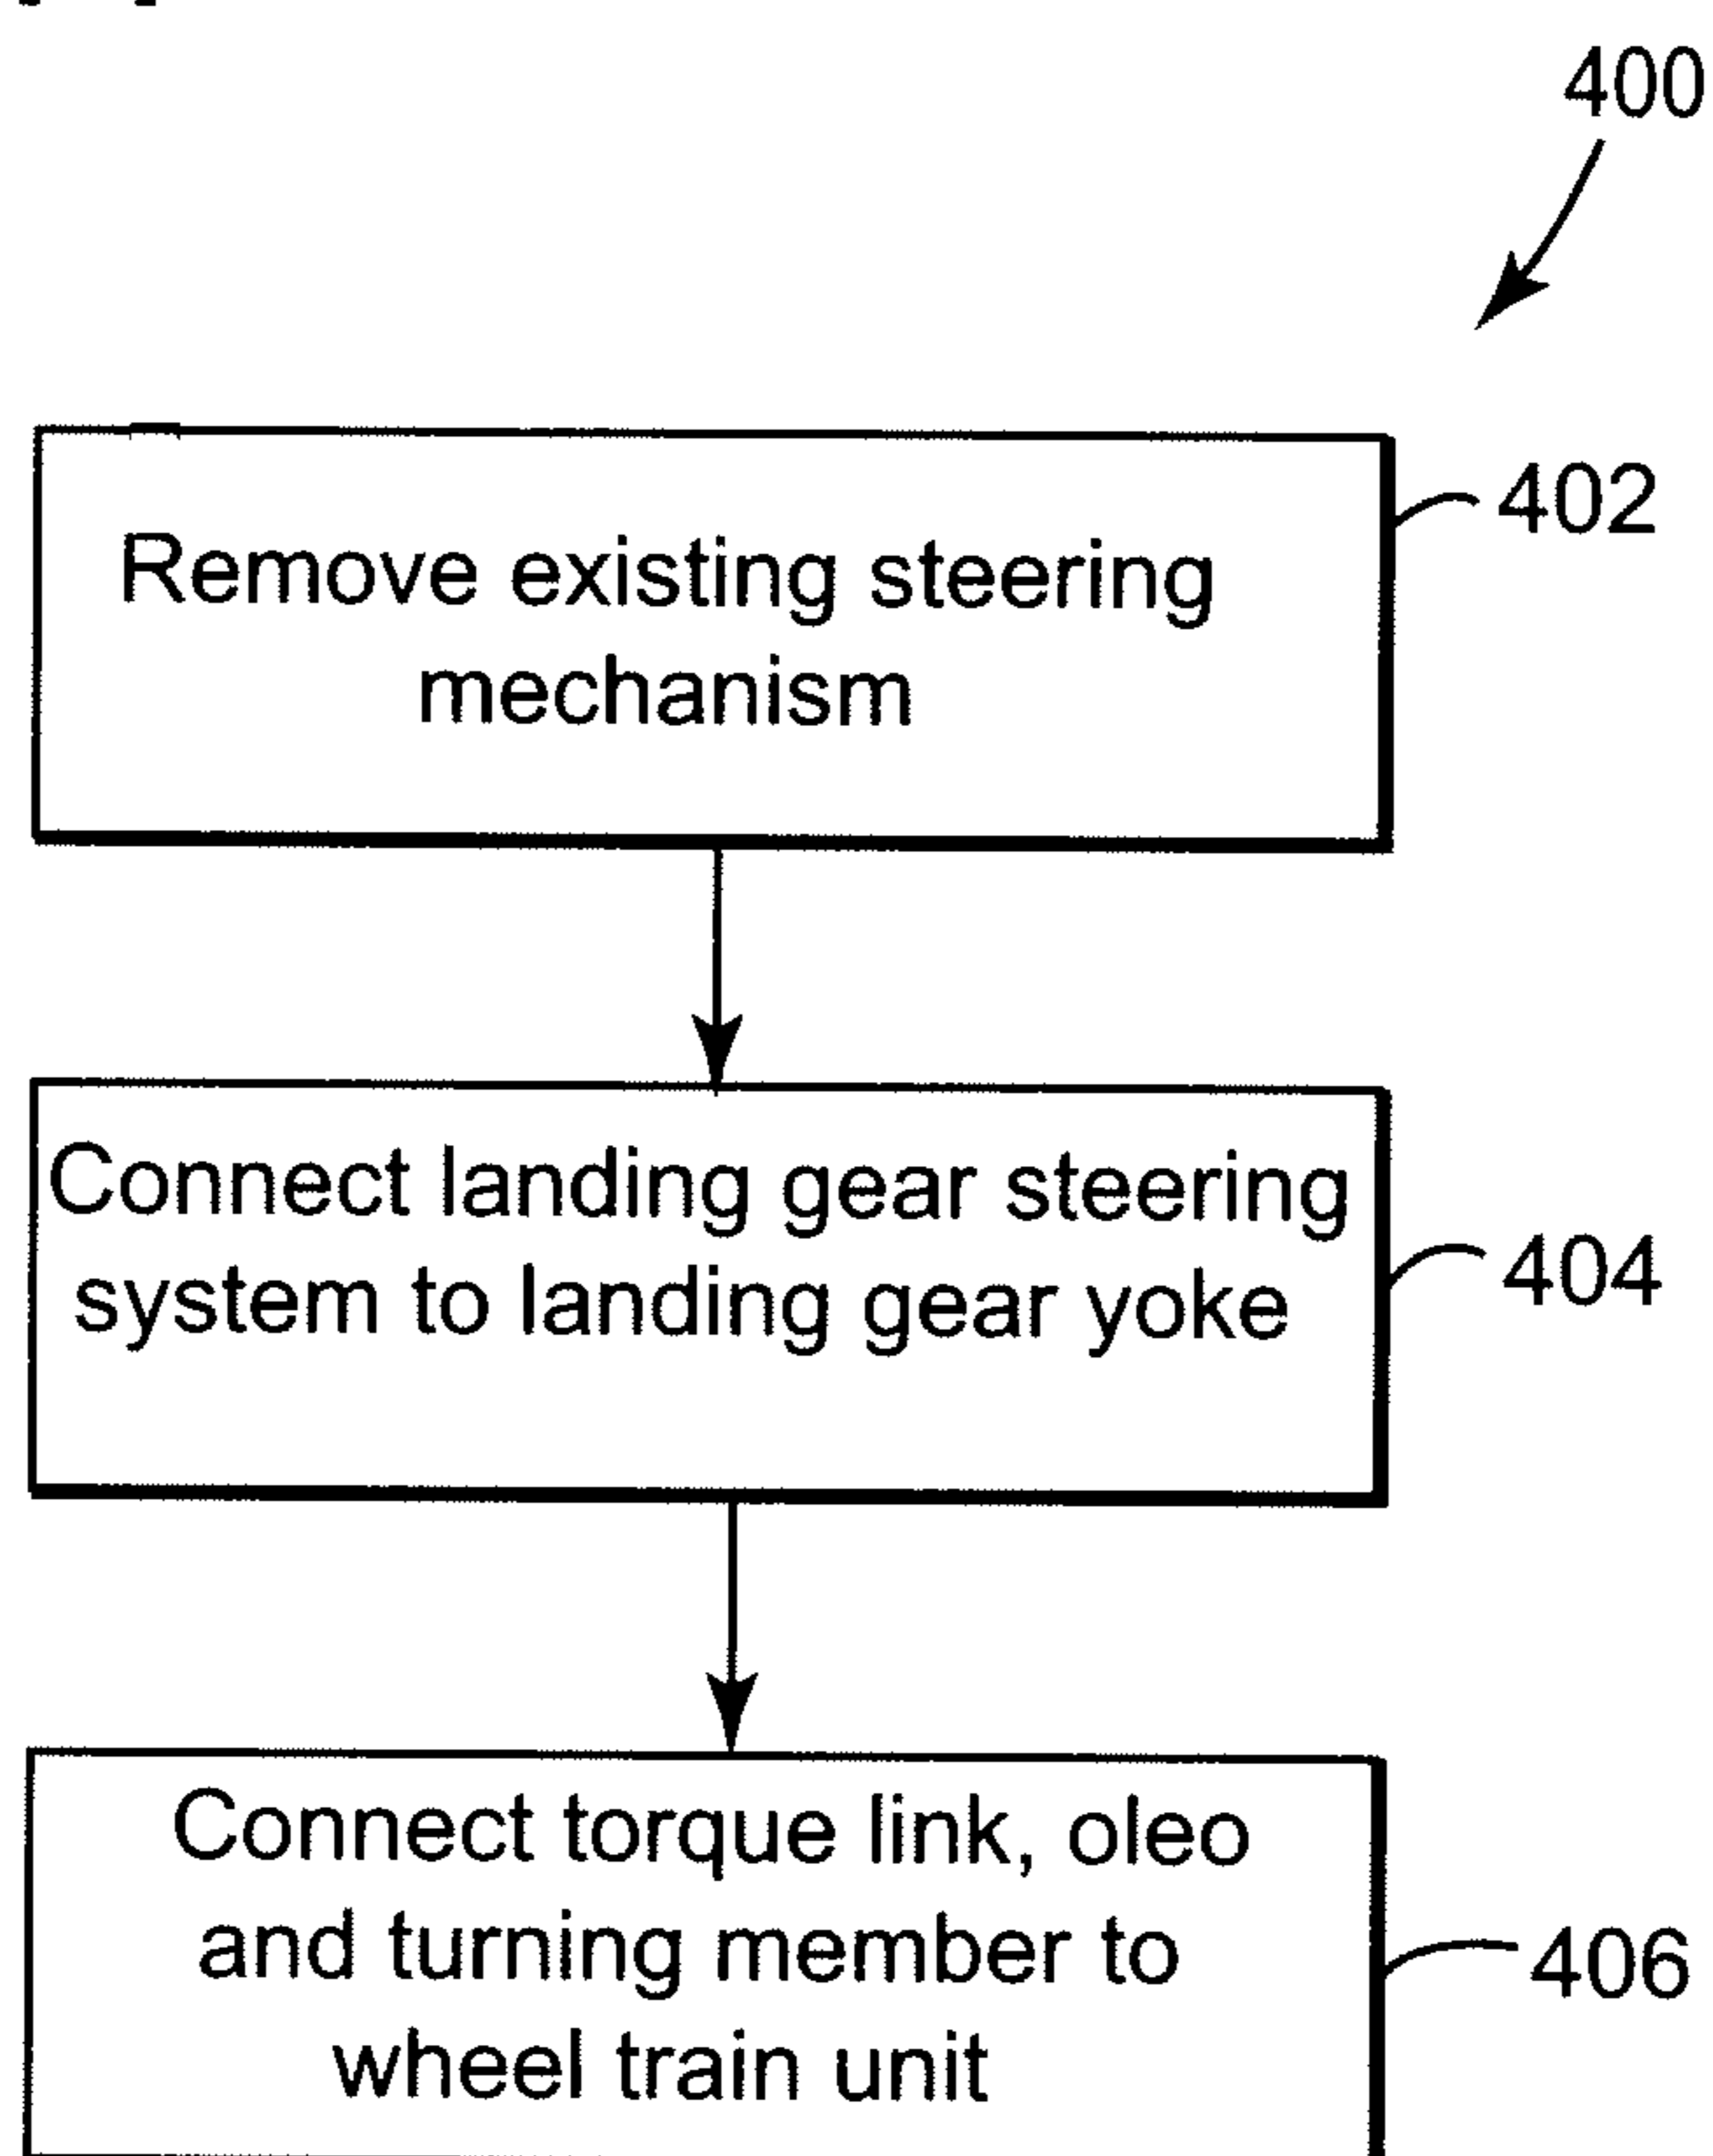 400
Remove existing steering
mechanism
402
Connect landing gear steering
system to landing gear yoke
404
Connect torque link, oleo
and turning member to
wheel train unit
406